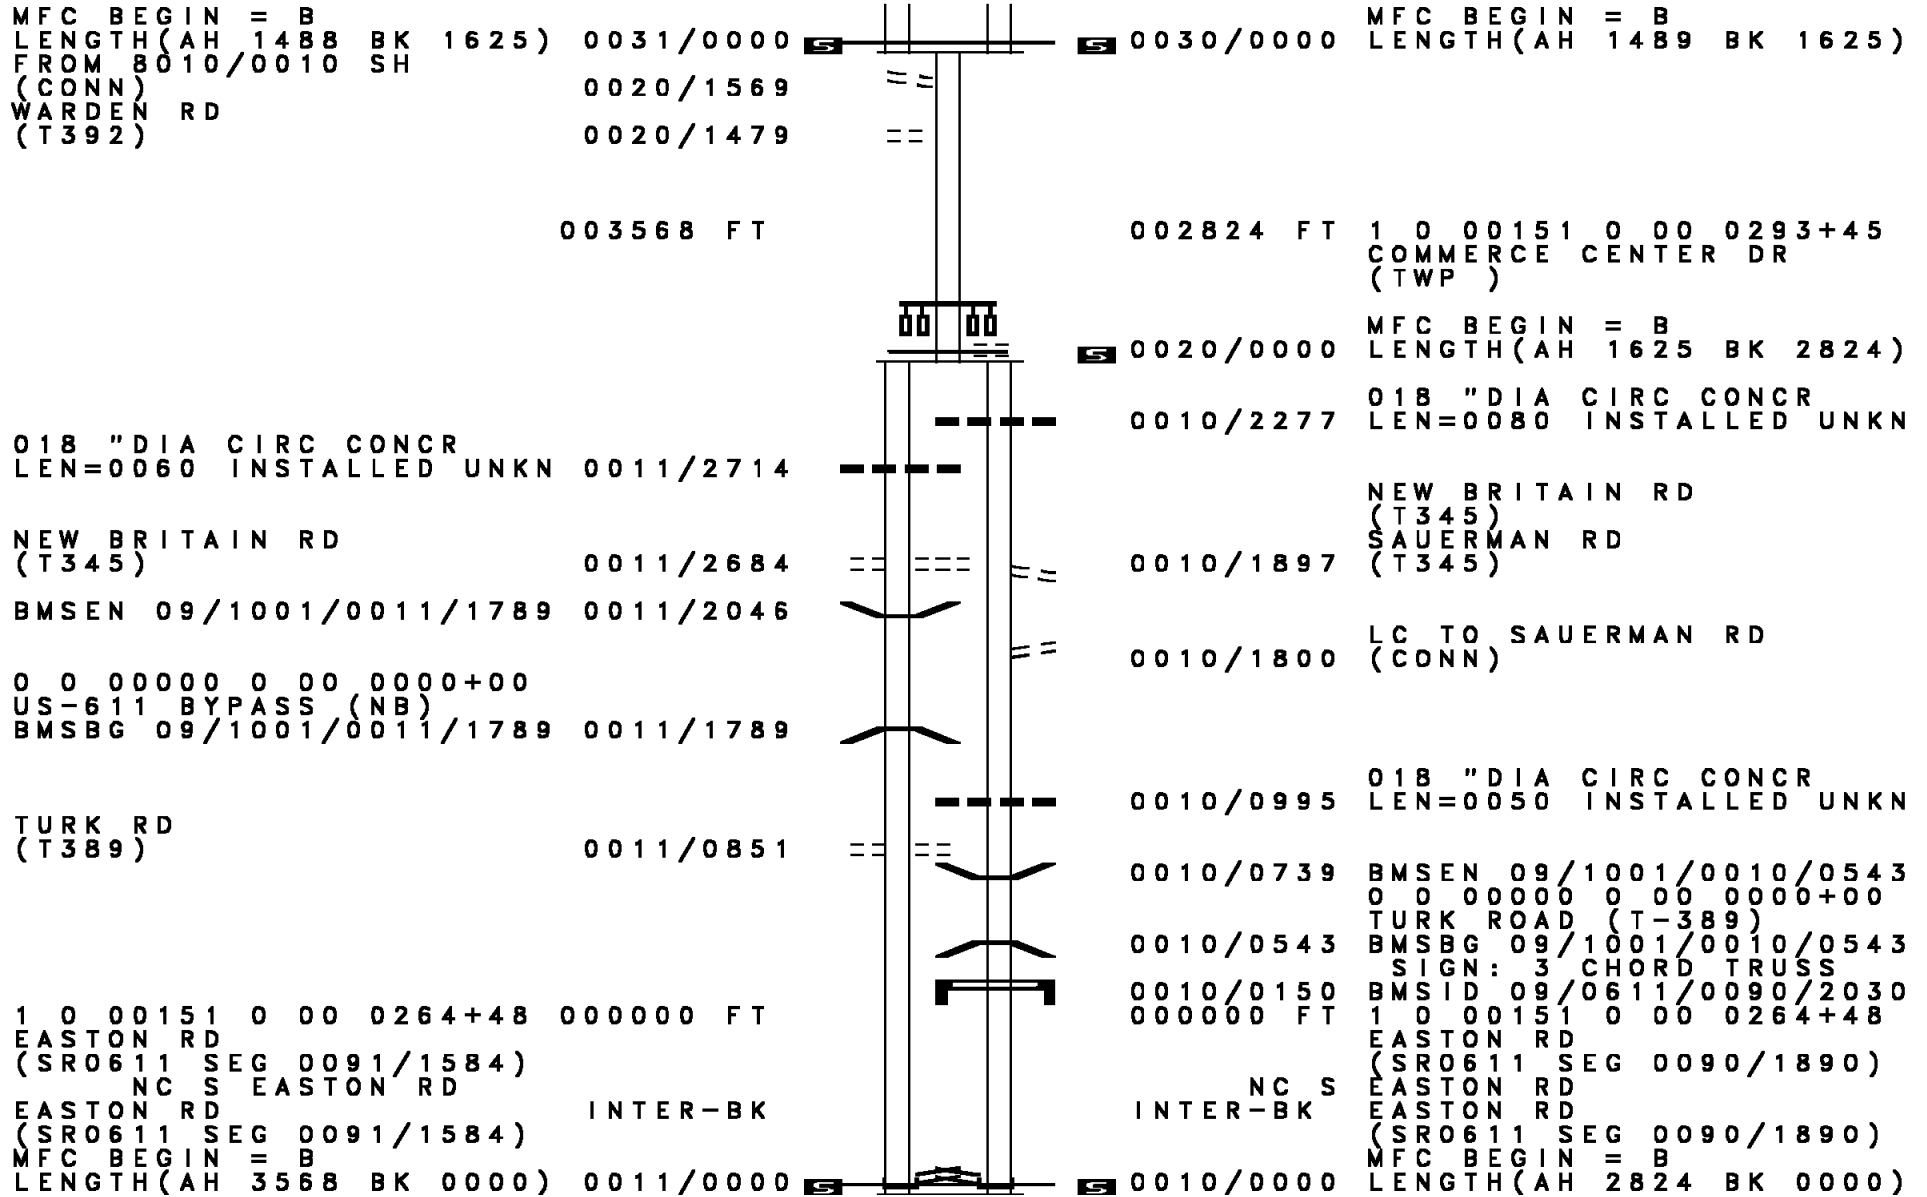 MFC BEGIN = B
LENGTH(AH 1488 BK 1625) 0031/0000 S
FROM 8010/0010 SH
(CONN) 0020/1569
WARDEN RD
(T392) 0020/1479
003568 FT
018 "DIA CIRC CONCR
LEN=0060 INSTALLED UNKN 0011/2714
NEW BRITAIN RD
(T345) 0011/2684
BMSEN 09/1001/0011/1789 0011/2046
0 0 00000 0 00 0000+00
US-611 BYPASS (NB)
BMSBG 09/1001/0011/1789 0011/1789
TURK RD
(T389) 0011/0851
1 0 00151 0 00 0264+48 000000 FT
EASTON RD
(SR0611 SEG 0091/1584)
NC S EASTON RD
EASTON RD INTER-BK
(SR0611 SEG 0091/1584)
MFC BEGIN = B
LENGTH(AH 3568 BK 0000) 0011/0000 S
MFC BEGIN = B
S 0030/0000 LENGTH(AH 1489 BK 1625)
002824 FT 1 0 00151 0 00 0293+45
COMMERCE CENTER DR
(TWP )
MFC BEGIN = B
S 0020/0000 LENGTH(AH 1625 BK 2824)
018 "DIA CIRC CONCR
0010/2277 LEN=0080 INSTALLED UNKN
NEW BRITAIN RD
(T345)
SAUERMAN RD
0010/1897 (T345)
LC TO SAUERMAN RD
0010/1800 (CONN)
018 "DIA CIRC CONCR
0010/0995 LEN=0050 INSTALLED UNKN
0010/0739 BMSEN 09/1001/0010/0543
0 0 00000 0 00 0000+00
TURK ROAD (T-389)
0010/0543 BMSBG 09/1001/0010/0543
SIGN: 3 CHORD TRUSS
0010/0150 BMSID 09/0611/0090/2030
000000 FT 1 0 00151 0 00 0264+48
EASTON RD
(SR0611 SEG 0090/1890)
NC S EASTON RD
INTER-BK EASTON RD
(SR0611 SEG 0090/1890)
MFC BEGIN = B
S 0010/0000 LENGTH(AH 2824 BK 0000)